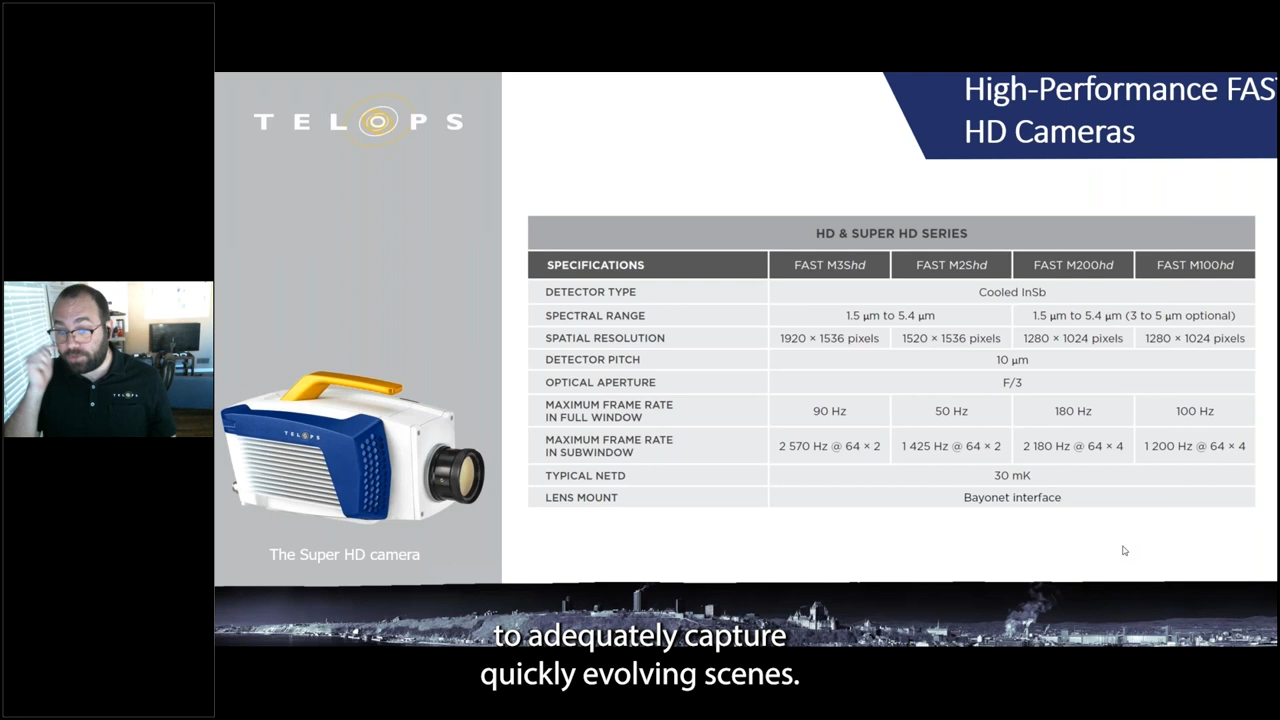 TELOPS
High-Performance FAS
HD Cameras
HD & SUPER HD SERIES
SPECIFICATIONS FAST M3Shd FAST M2Shd FAST M200hd FAST M100hd
DETECTOR TYPE Cooled InSb
SPECTRAL RANGE 1.5 µm to 5.4 µm 1.5 µm to 5.4 µm (3 to 5 µm optional)
SPATIAL RESOLUTION 1920 × 1536 pixels 1520 × 1536 pixels 1280 × 1024 pixels 1280 × 1024 pixels
DETECTOR PITCH 10 µm
OPTICAL APERTURE F/3
MAXIMUM FRAME RATE
IN FULL WINDOW 90 Hz 50 Hz 180 Hz 100 Hz
MAXIMUM FRAME RATE
IN SUBWINDOW 2 570 Hz @ 64 × 2 1 425 Hz @ 64 × 2 2 180 Hz @ 64 × 4 1 200 Hz @ 64 × 4
TYPICAL NETD 30 mK
LENS MOUNT Bayonet interface
TELOPS
TELOPS
The Super HD camera
to adequately capture
quickly evolving scenes.